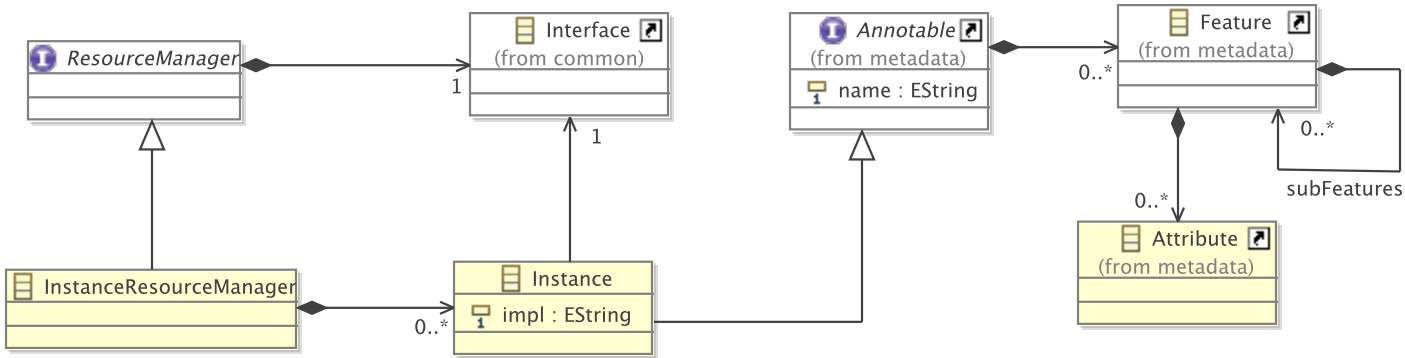 ResourceManager
1
Interface
(from common)
1
Annotable
(from metadata)
name : EString
0..*
Feature
(from metadata)
0..*
subFeatures
0..*
Attribute
(from metadata)
InstanceResourceManager
0..*
Instance
impl : EString